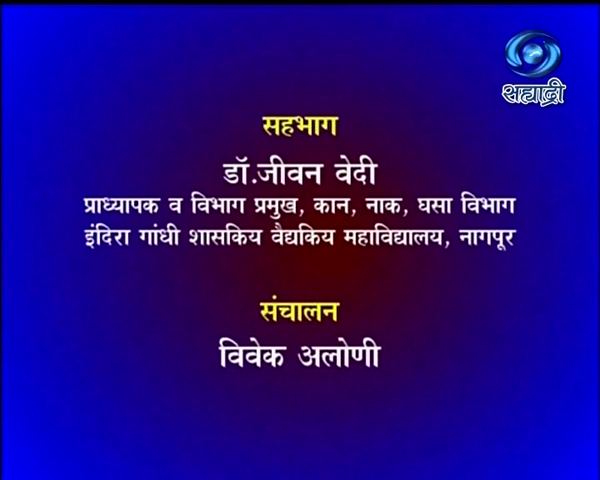 सह्याद्री
सहभाग
डॉ.जीवन वेदी
प्राध्यापक व विभाग प्रमुख, कान, नाक, घसा विभाग
इंदिरा गांधी शासकिय वैद्यकिय महाविद्यालय, नागपूर
संचालन
विवेक अलोणी